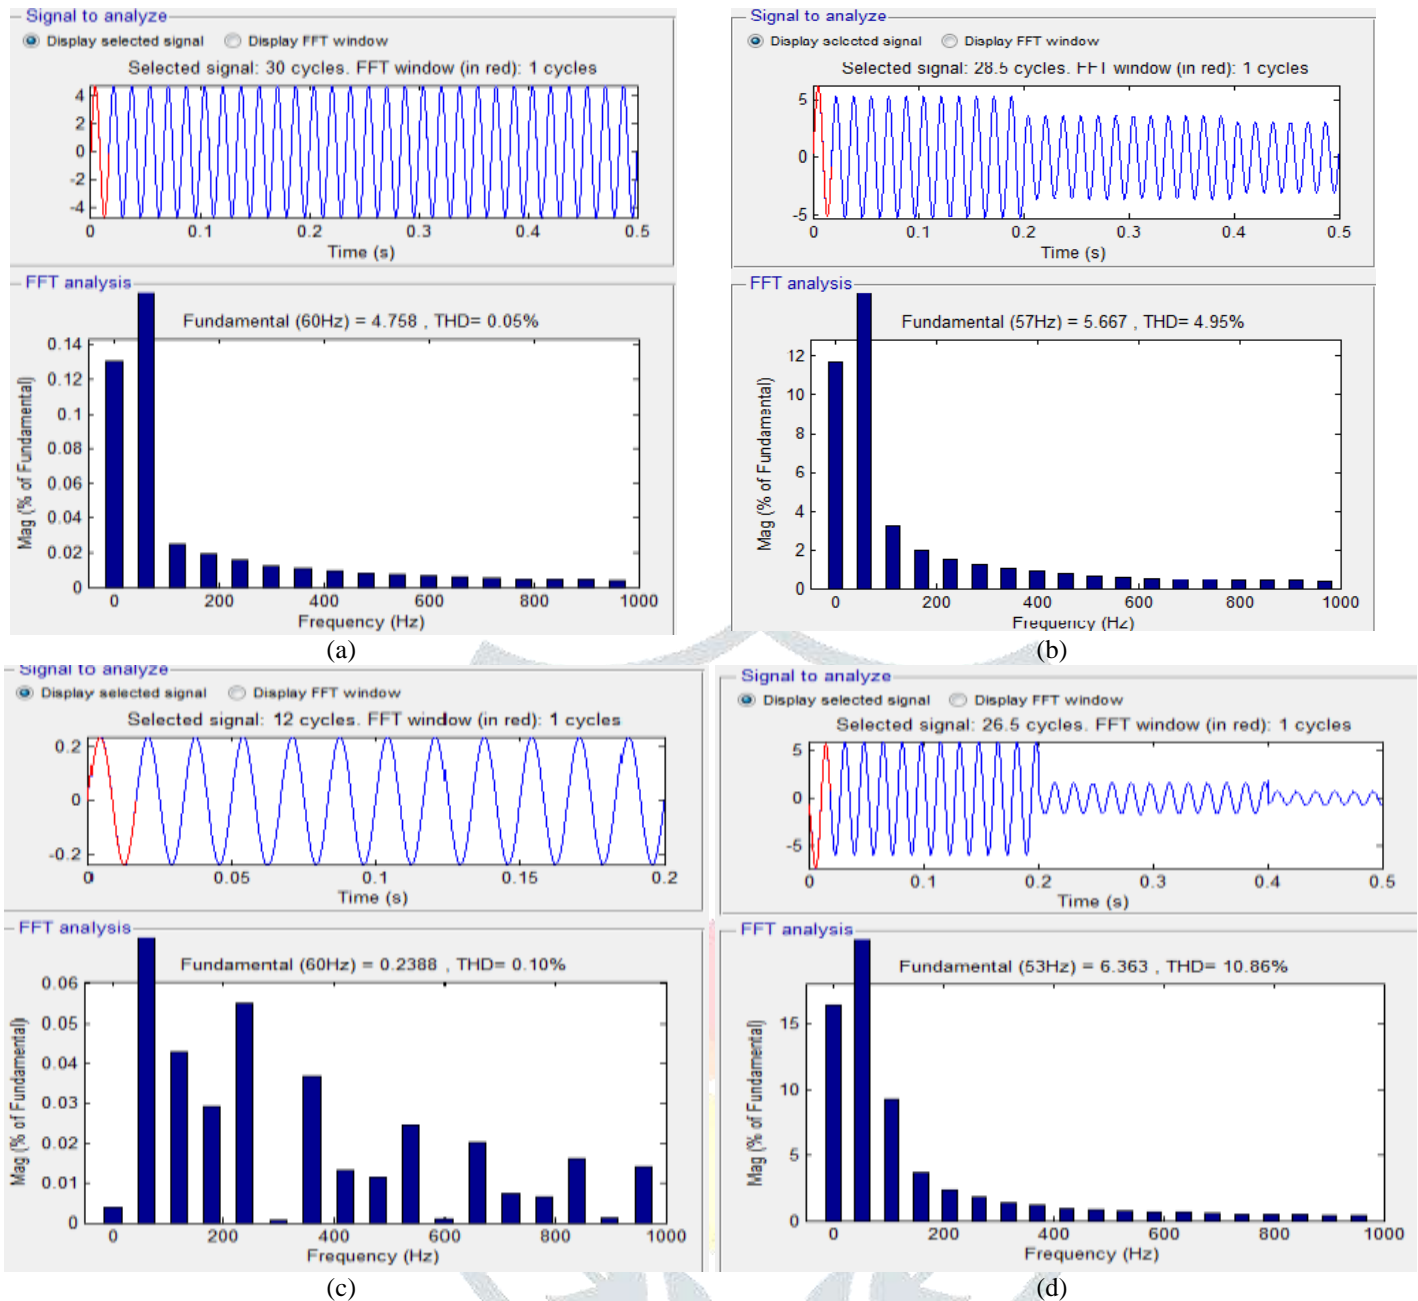 Signal to analyze
Display selected signal Display FFT window
Selected signal: 30 cycles. FFT window (in red): 1 cycles
4
2
0
-2
-4
0 0.1 0.2 0.3 0.4 0.5
Time (s)
FFT analysis
Fundamental (60Hz) = 4.758 , THD= 0.05%
0.14
0.12
0.1
0.08
0.06
0.04
0.02
0
Mag (% of Fundamental)
0 200 400 600 800 1000
Frequency (Hz)
(a)
Signal to analyze
Display selected signal Display FFT window
Selected signal: 28.5 cycles. FFT window (in red): 1 cycles
5
0
-5
0 0.1 0.2 0.3 0.4 0.5
Time (s)
FFT analysis
Fundamental (57Hz) = 5.667 , THD= 4.95%
12
10
8
6
4
2
0
Mag (% of Fundamental)
0 200 400 600 800 1000
Frequency (Hz)
(b)
Signal to analyze
Display selected signal Display FFT window
Selected signal: 12 cycles. FFT window (in red): 1 cycles
0.2
0
-0.2
0 0.05 0.1 0.15 0.2
Time (s)
FFT analysis
Fundamental (60Hz) = 0.2388 , THD= 0.10%
0.06
0.05
0.04
0.03
0.02
0.01
0
Mag (% of Fundamental)
0 200 400 600 800 1000
Frequency (Hz)
(c)
Signal to analyze
Display selected signal Display FFT window
Selected signal: 26.5 cycles. FFT window (in red): 1 cycles
5
0
-5
0 0.1 0.2 0.3 0.4 0.5
Time (s)
FFT analysis
Fundamental (53Hz) = 6.363 , THD= 10.86%
15
10
5
0
Mag (% of Fundamental)
0 200 400 600 800 1000
Frequency (Hz)
(d)